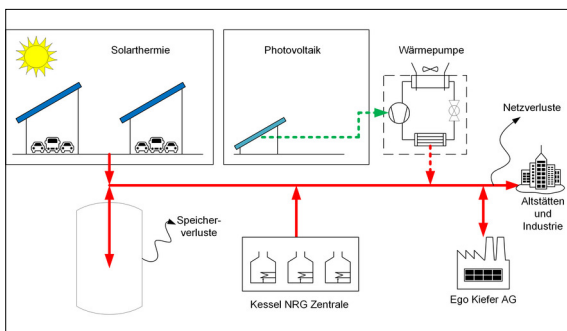 Solarthermie
Photovoltaik
Wärmepumpe
Netzverluste
Altstätten
und
Industrie
Speicher-
verluste
Kessel NRG Zentrale
Ego Kiefer AG